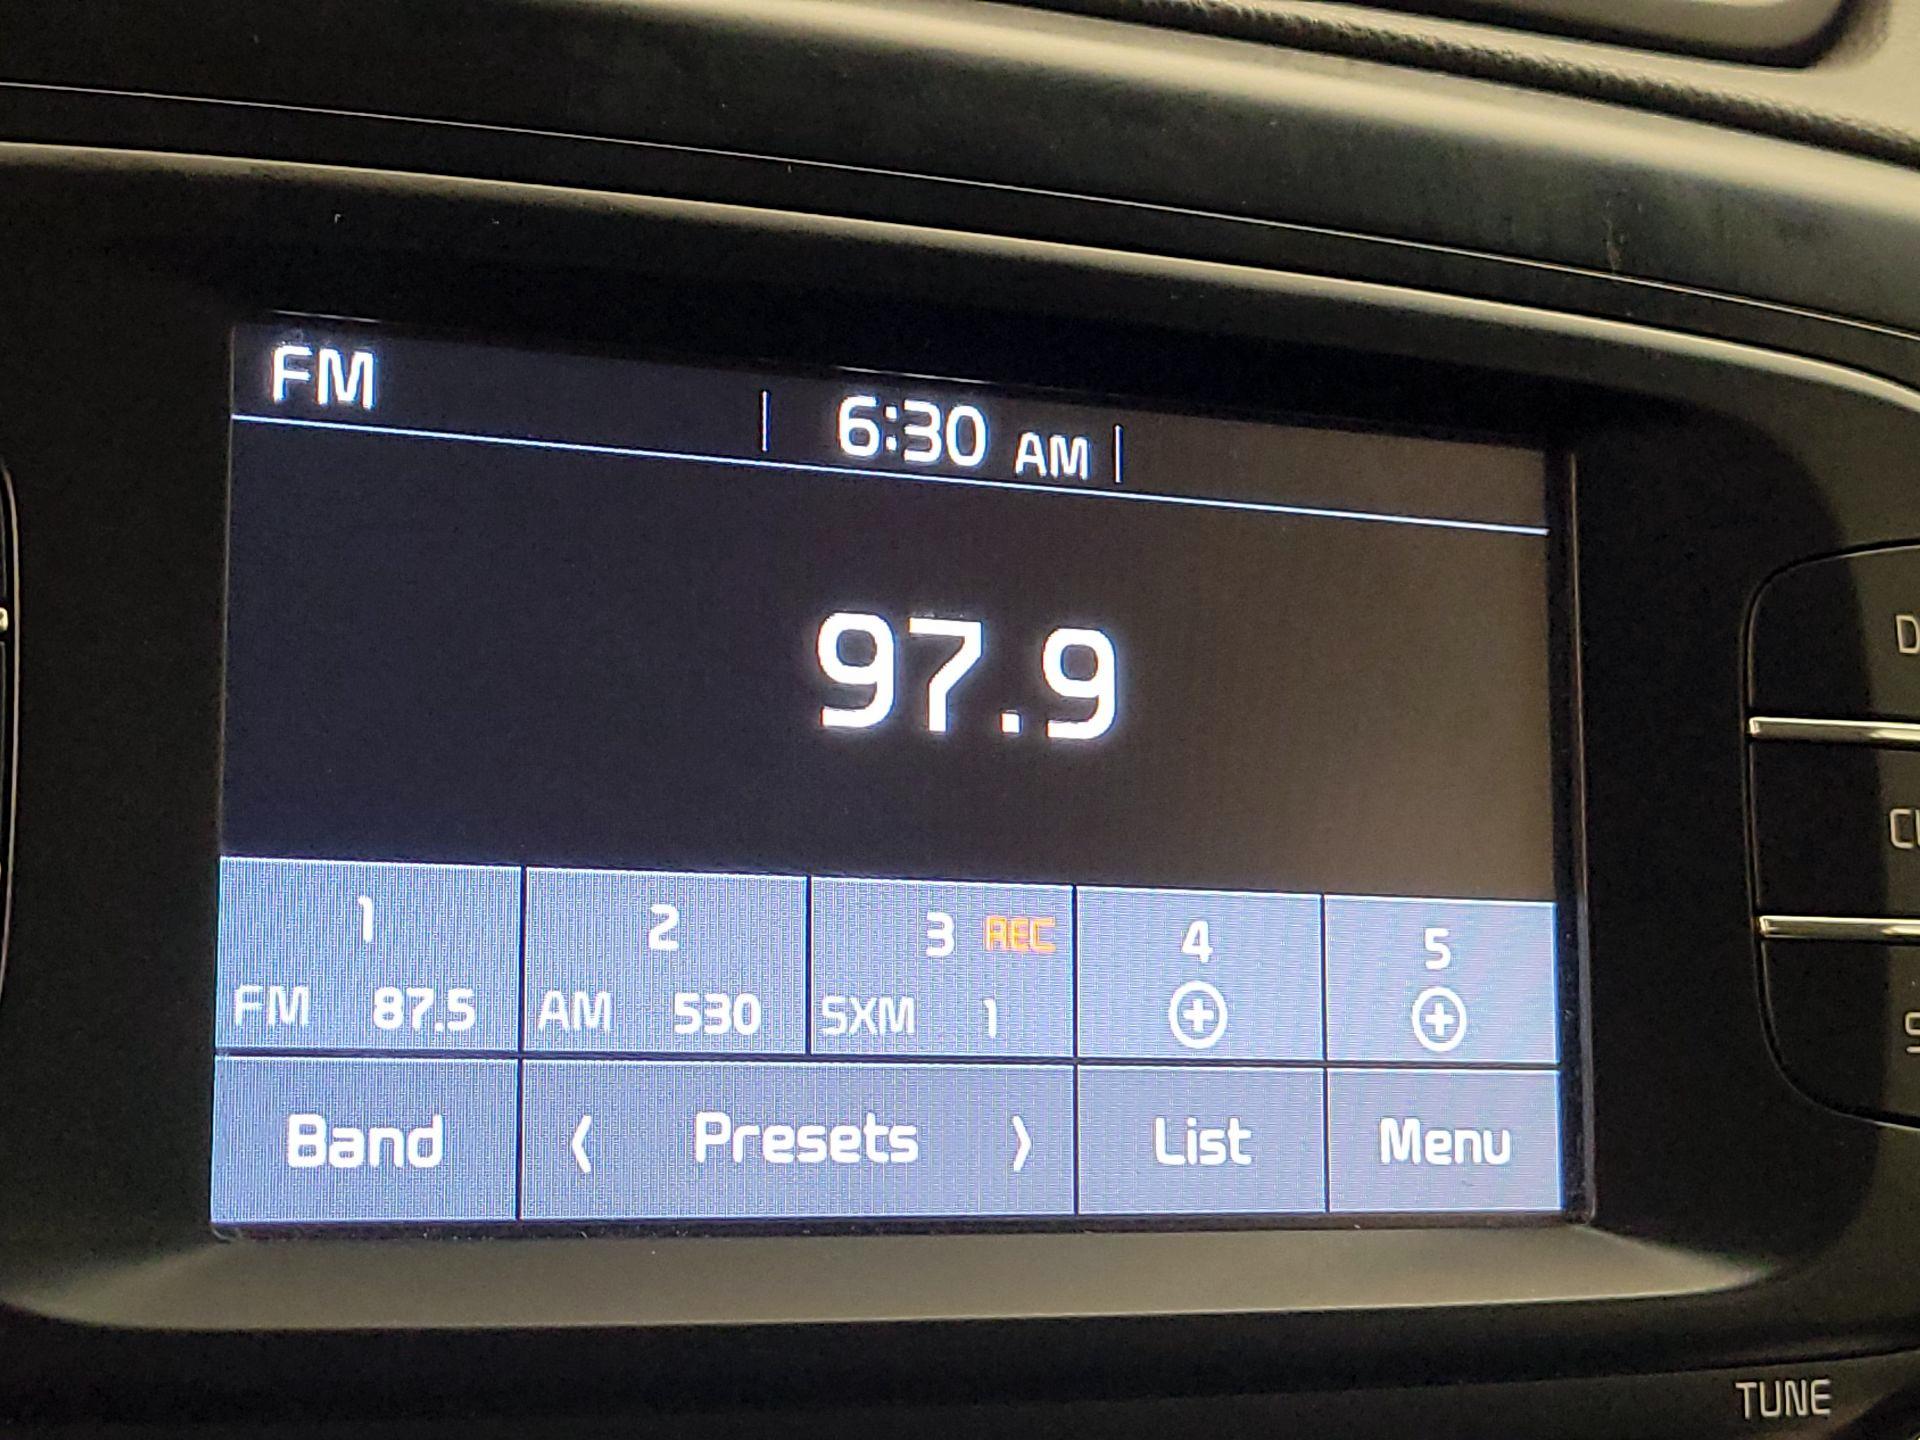 FM
6:30 AM
97.9
1 2 3 REC 4 5
FM 87.5 AM 530 SXM 1
Band Presets List Menu
TUNE